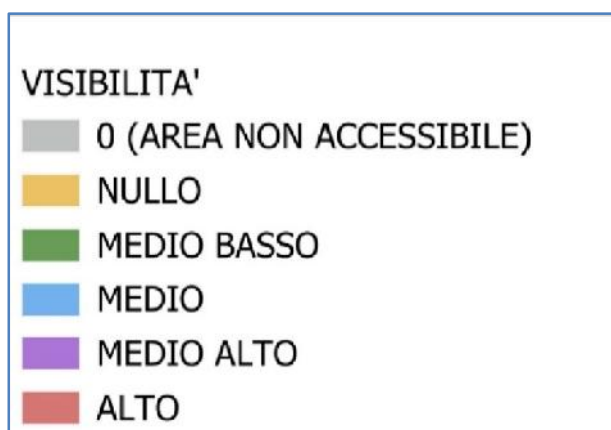 VISIBILITA'
0 (AREA NON ACCESSIBILE)
NULLO
MEDIO BASSO
MEDIO
MEDIO ALTO
ALTO